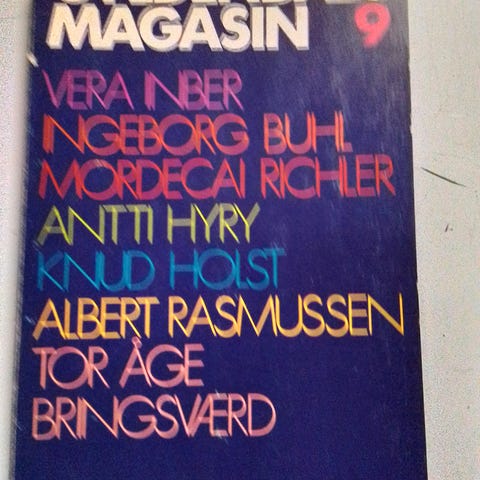 MAGASIN 9
VERA INBER
INGEBORG BUHL
MORDECAI RICHLER
ANTTI HYRY
KNUD HOLST
ALBERT RASMUSSEN
TOR ÅGE
BRINGSVÆRD